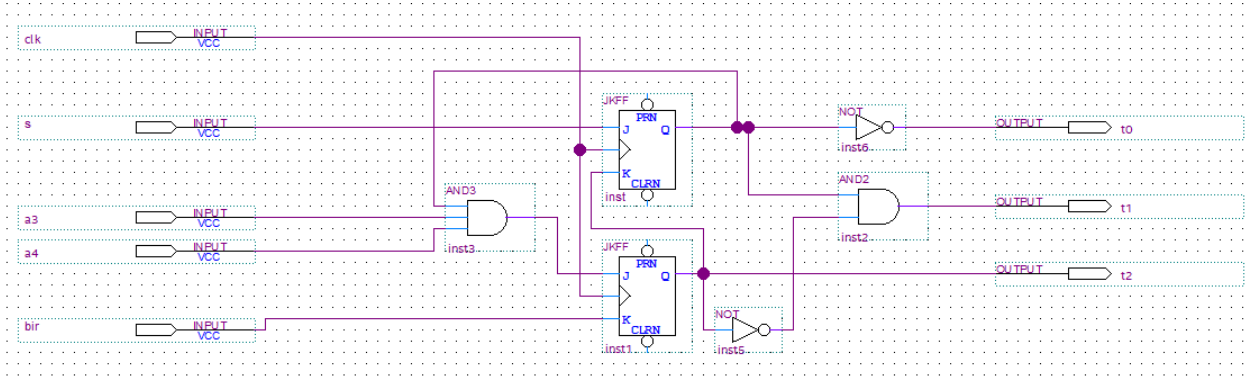 clk INPUT VCC
JKFF
PRN
J Q
K
CLRN
inst
s INPUT VCC
NOT
inst6
OUTPUT t0
AND3
inst3
a3 INPUT VCC
a4 INPUT VCC
AND2
inst2
OUTPUT t1
JKFF
PRN
J Q
K
CLRN
inst1
OUTPUT t2
NOT
inst5
bir INPUT VCC